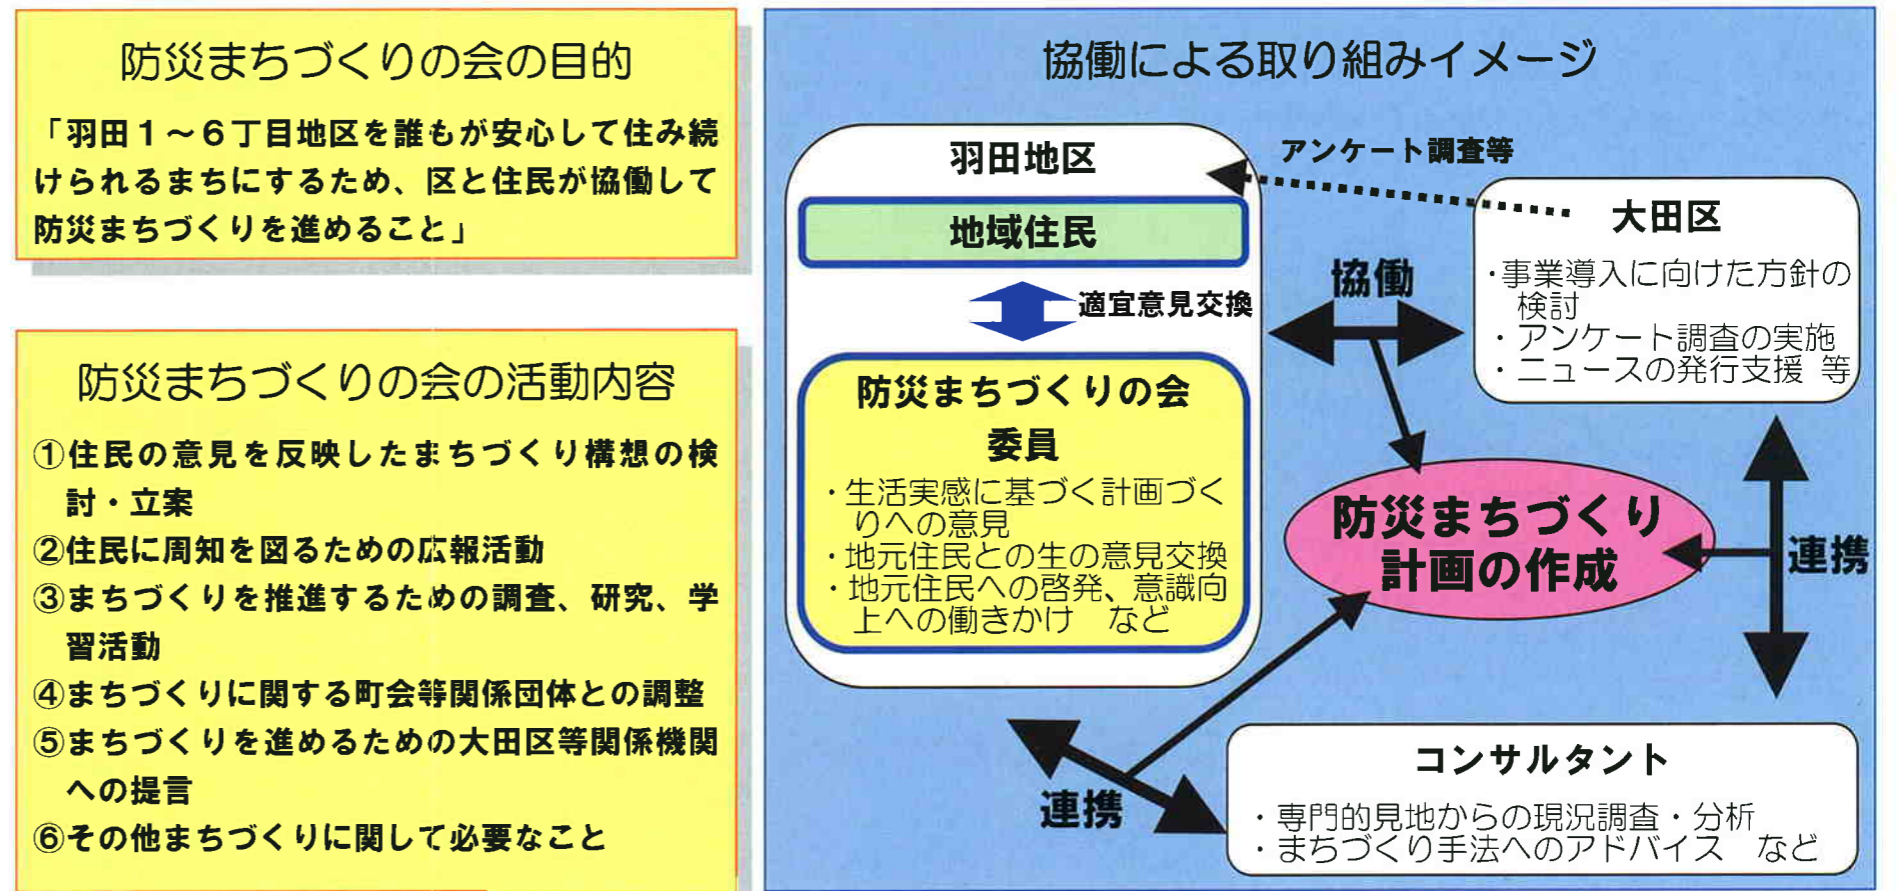 防災まちづくりの会の目的
「羽田1~6丁目地区を誰もが安心して住み続
けられるまちにするため、区と住民が協働して
防災まちづくりを進めること」
防災まちづくりの会の活動内容
①住民の意見を反映したまちづくり構想の検
討・立案
②住民に周知を図るための広報活動
③まちづくりを推進するための調査、研究、学
習活動
④まちづくりに関する町会等関係団体との調整
⑤まちづくりを進めるための大田区等関係機関
への提言
⑥その他まちづくりに関して必要なこと
協働による取り組みイメージ
羽田地区
地域住民
適宜意見交換
防災まちづくりの会
委員
・生活実感に基づく計画づく
りへの意見
・地元住民との生の意見交換
・地元住民への啓発、意識向
上への働きかけ など
アンケート調査等
大田区
・事業導入に向けた方針の
検討
・アンケート調査の実施
・ニュースの発行支援 等
協働
防災まちづくり
計画の作成
連携
連携
コンサルタント
・専門的見地からの現況調査・分析
・まちづくり手法へのアドバイス など